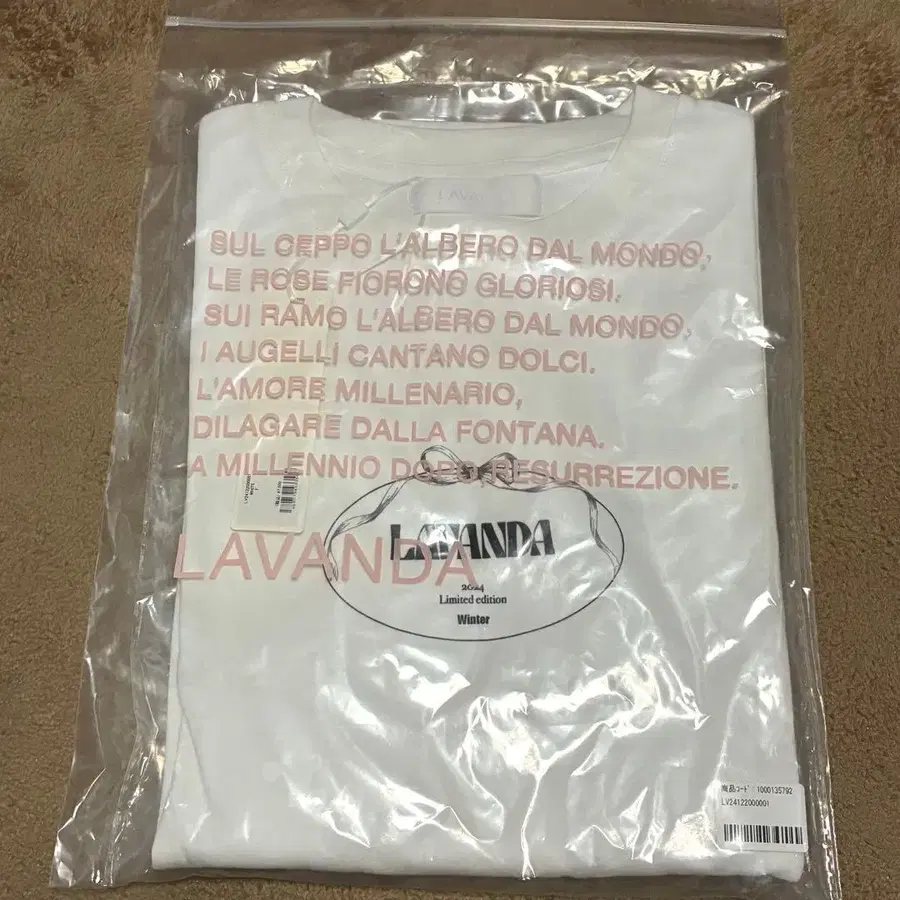 LAVANDA
SUL CEPPO L'ALBERO DAL MONDO,
LE ROSE FIORONO GLORIOSI.
SUI RAMO L'ALBERO DAL MONDO,
I AUGELLI CANTANO DOLCI.
L'AMORE MILLENARIO,
DILAGARE DALLA FONTANA.
A MILLENNIO DOPO RESURREZIONE.
LAVANDA
LAVANDA
2024
Limited edition
Winter
商品コード 1000135792
LV24122000001